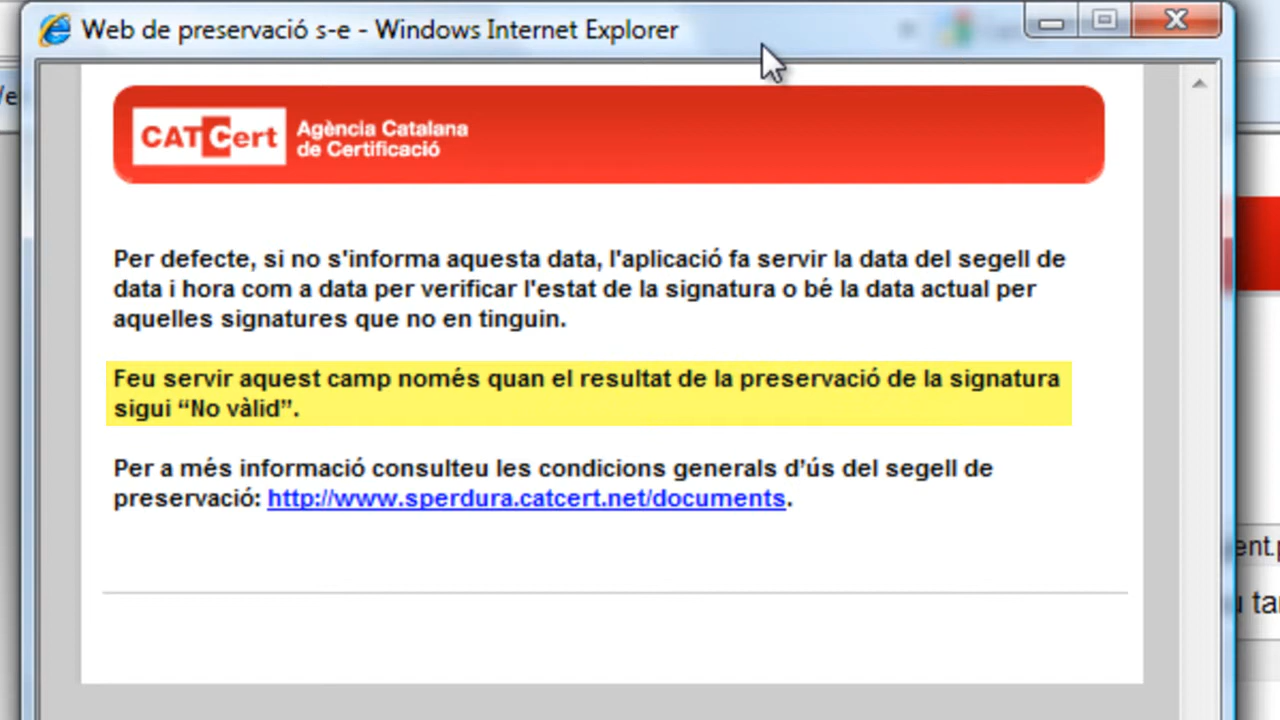 Web de preservació s-e - Windows Internet Explorer
/e
CATCert
Agència Catalana
de Certificació
Per defecte, si no s'informa aquesta data, l'aplicació fa servir la data del segell de
data i hora com a data per verificar l'estat de la signatura o bé la data actual per
aquelles signatures que no en tinguin.
Feu servir aquest camp només quan el resultat de la preservació de la signatura
sigui “No vàlid”.
Per a més informació consulteu les condicions generals d’ús del segell de
preservació: http://www.sperdura.catcert.net/documents.
ent.p
u tar